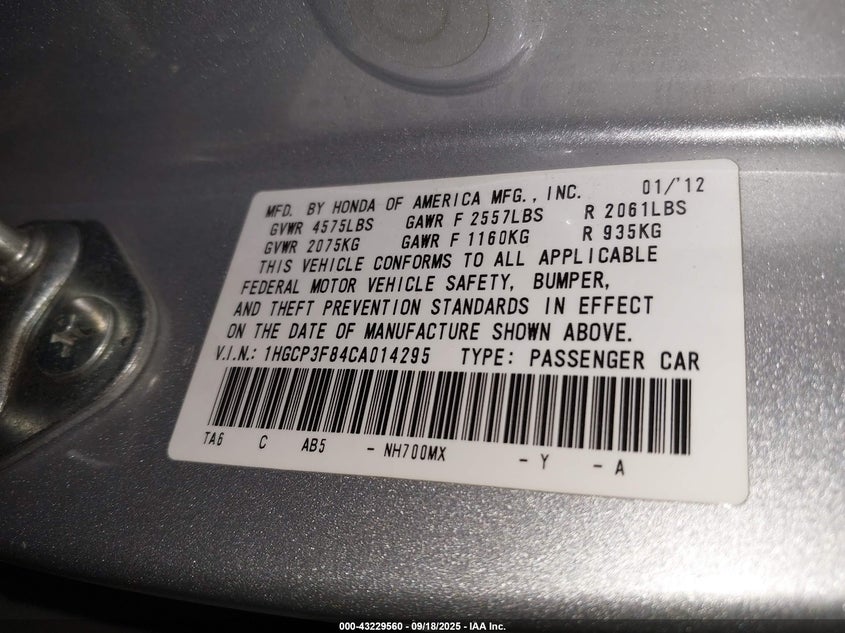 MFD. BY HONDA OF AMERICA MFG., INC. 01/'12
GVWR 4575LBS GAWR F 2557LBS R 2061LBS
GVWR 2075KG GAWR F 1160KG R 935KG
THIS VEHICLE CONFORMS TO ALL APPLICABLE
FEDERAL MOTOR VEHICLE SAFETY, BUMPER,
AND THEFT PREVENTION STANDARDS IN EFFECT
ON THE DATE OF MANUFACTURE SHOWN ABOVE.
V.I.N.: 1HGCP3F84CA014295 TYPE: PASSENGER CAR
TA6 C AB5 - NH700MX - Y - A
000-43229560 - 09/18/2025 - IAA Inc.